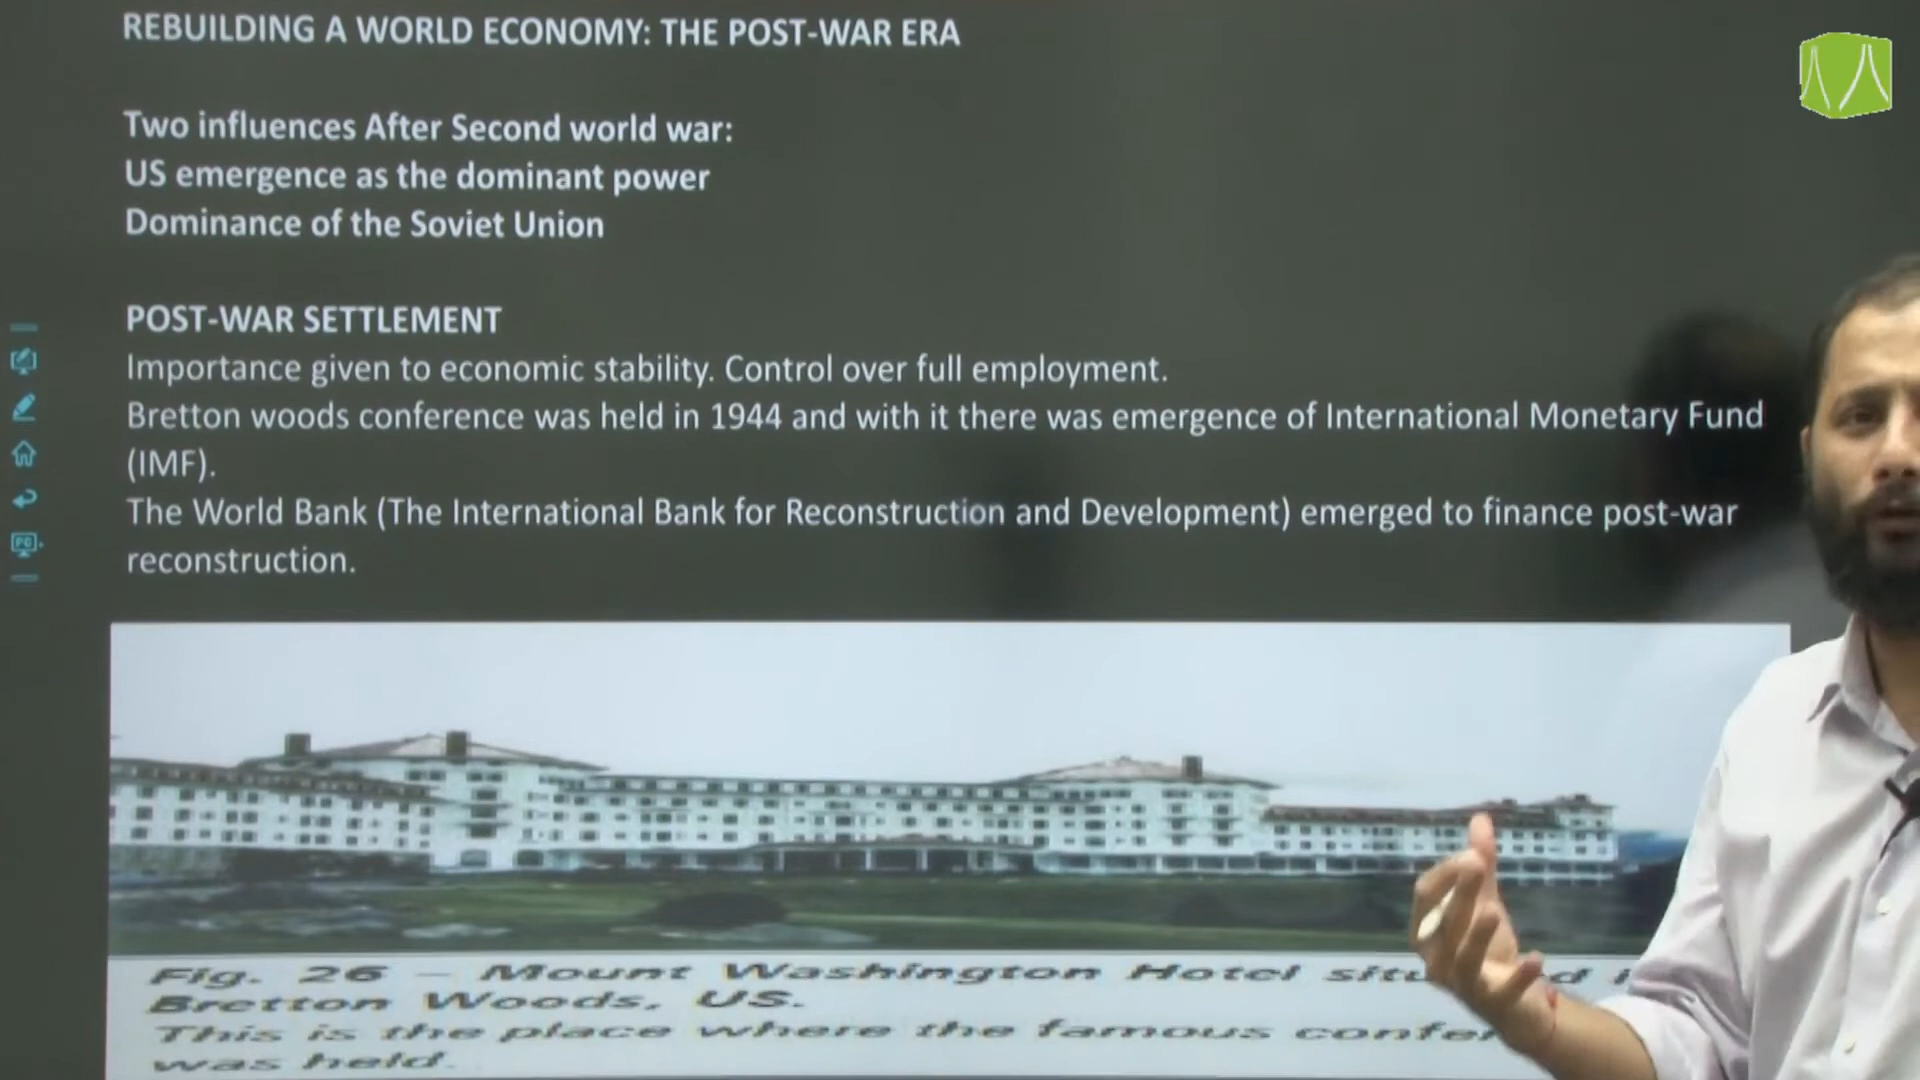 REBUILDING A WORLD ECONOMY: THE POST-WAR ERA
Two influences After Second world war:
US emergence as the dominant power
Dominance of the Soviet Union
POST-WAR SETTLEMENT
Importance given to economic stability. Control over full employment.
Bretton woods conference was held in 1944 and with it there was emergence of International Monetary Fund
(IMF).
The World Bank (The International Bank for Reconstruction and Development) emerged to finance post-war
reconstruction.
Fig. 26 – Mount Washington Hotel
Bretton Woods, US.
This is the place where the famous
was held.